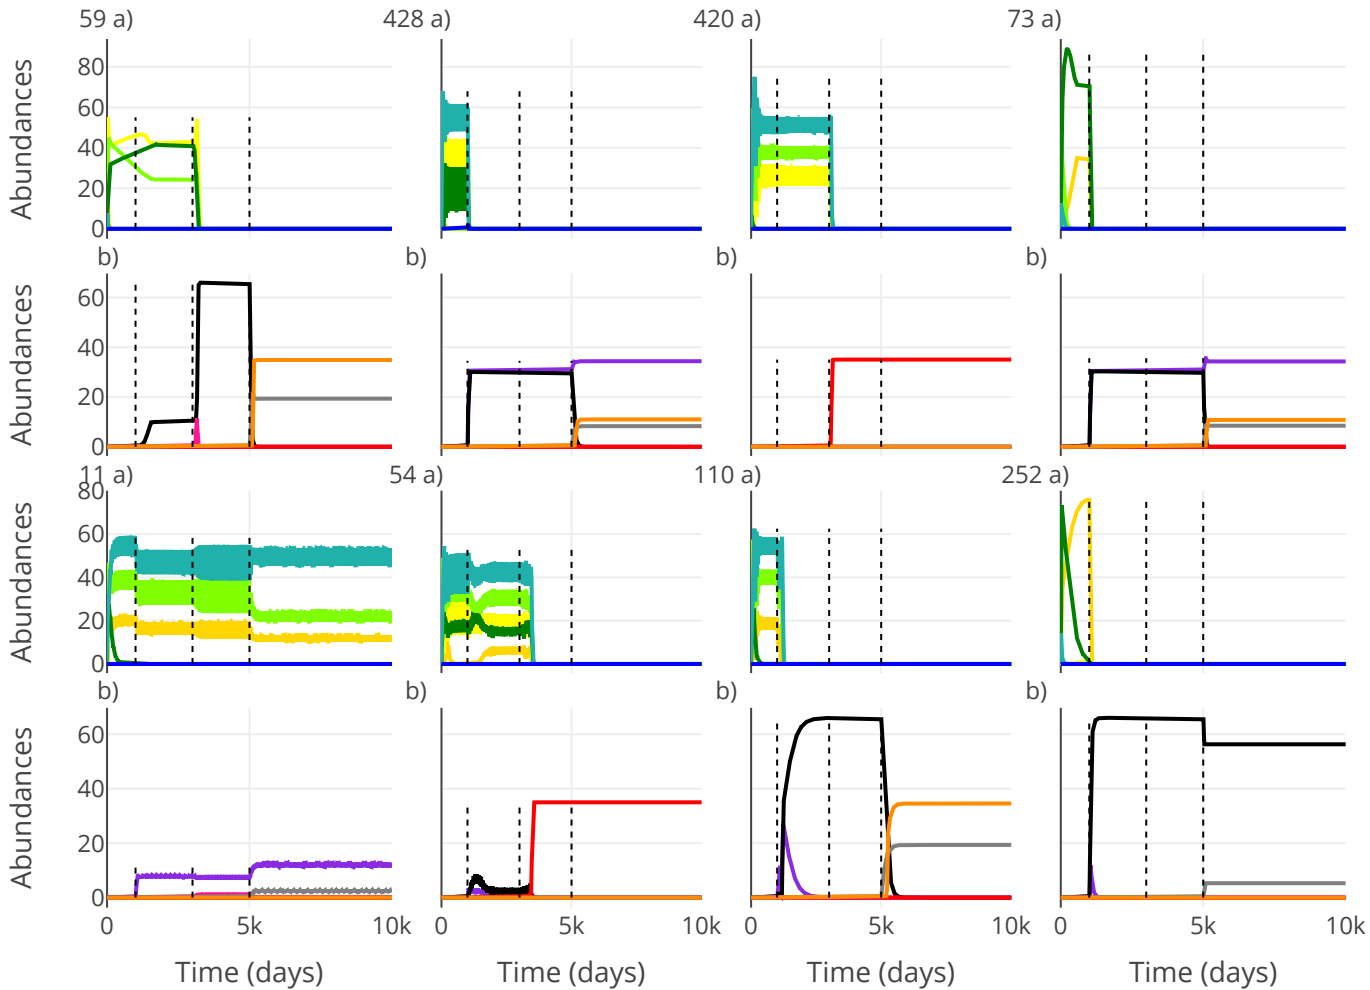 59 a) 428 a) 420 a) 73 a)
Abundances
80
60
40
20
0
b) b) b) b)
Abundances
60
40
20
0
11 a) 54 a) 110 a) 252 a)
Abundances
80
60
40
20
0
b) b) b) b)
Abundances
60
40
20
0
0 5k 10k 0 5k 10k 0 5k 10k 0 5k 10k
Time (days) Time (days) Time (days) Time (days)